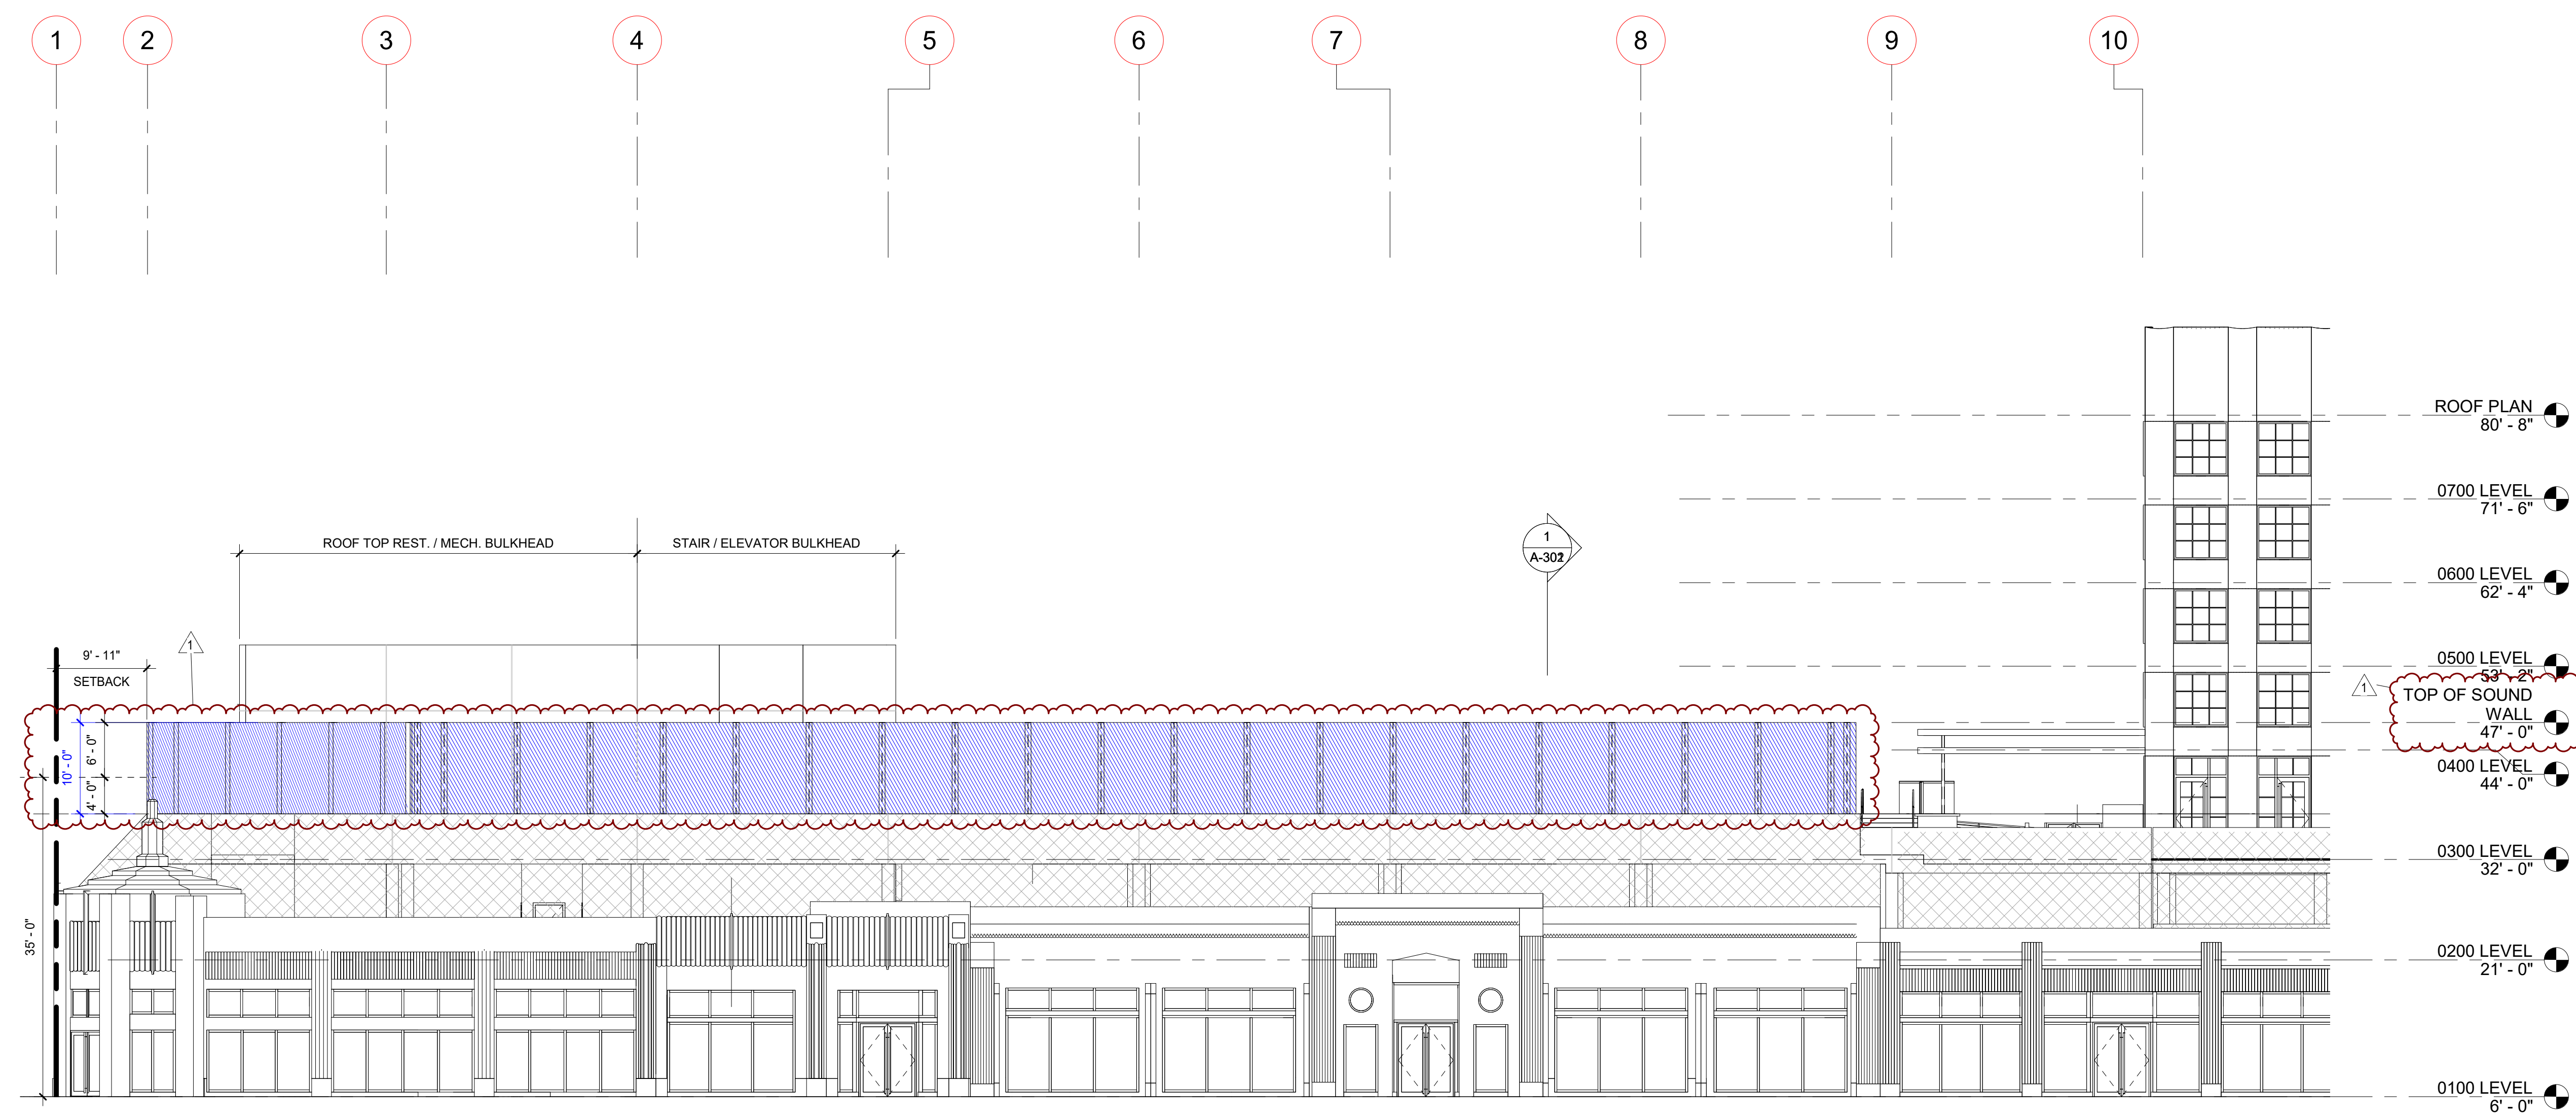 1 2 3 4 5 6 7 8 9 10
ROOF PLAN
80' - 8"
0700 LEVEL
71' - 6"
ROOF TOP REST. / MECH. BULKHEAD
STAIR / ELEVATOR BULKHEAD
1
0600 LEVEL
62' - 4"
9' - 11"
SETBACK
1
0500 LEVEL
53' - 2"
1
TOP OF SOUND
WALL
47' - 0"
10' - 0"
6' - 0"
4' - 0"
0400 LEVEL
44' - 0"
0300 LEVEL
32' - 0"
35' - 0"
0200 LEVEL
21' - 0"
0100 LEVEL
6' - 0"